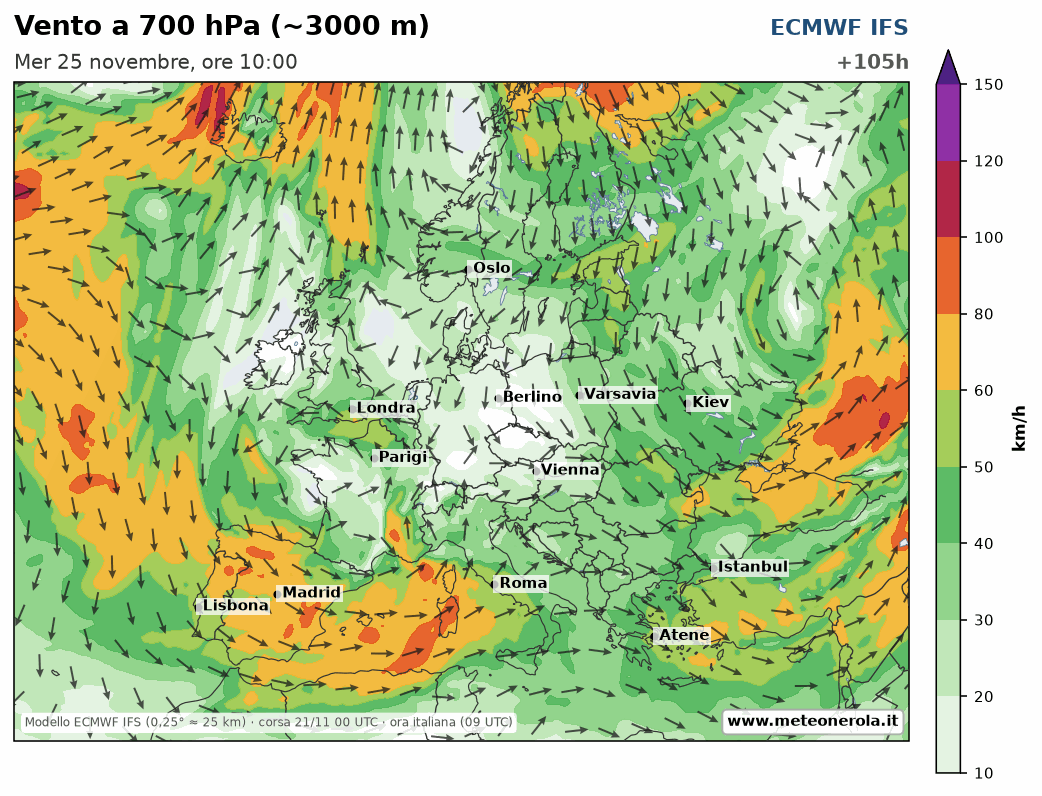 Vento a 700 hPa (~3000 m)
ECMWF IFS
Mer 25 novembre, ore 10:00
+105h
150
120
100
80
60
50
40
30
20
10
km/h
Oslo
Berlino
Varsavia
Kiev
Londra
Parigi
Vienna
Istanbul
Roma
Madrid
Lisbona
Atene
Modello ECMWF IFS (0,25° ≈ 25 km) · corsa 21/11 00 UTC · ora italiana (09 UTC)
www.meteonerola.it